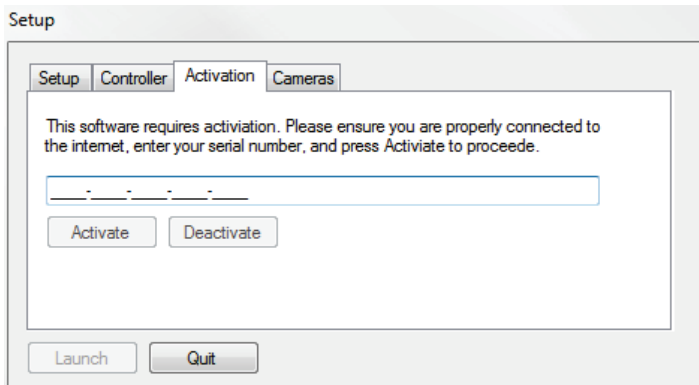 Setup
Setup Controller Activation Cameras
This software requires activiation. Please ensure you are properly connected to
the internet, enter your serial number, and press Activiate to proceede.
____-____-____-____-____
Activate Deactivate
Launch Quit